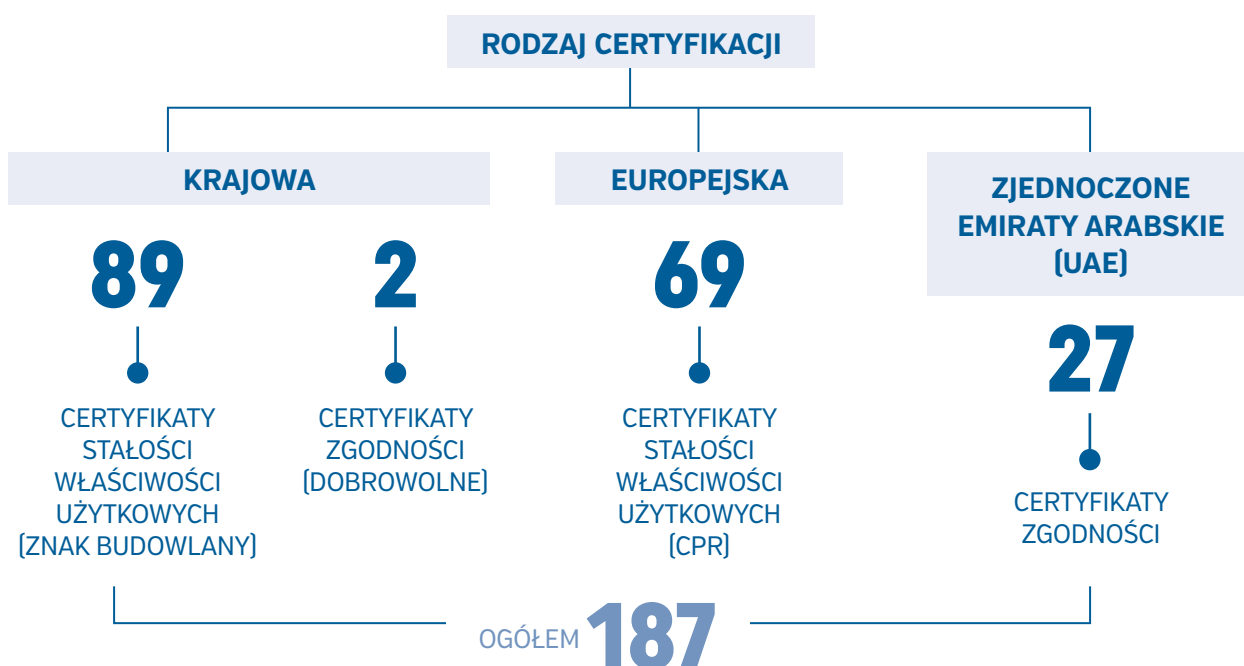 RODZAJ CERTYFIKACJI
KRAJOWA
89
CERTYFIKATY
STAŁOŚCI
WŁAŚCIWOŚCI
UŻYTKOWYCH
(ZNAK BUDOWLANY)
2
CERTYFIKATY
ZGODNOŚCI
(DOBROWOLNE)
EUROPEJSKA
69
CERTYFIKATY
STAŁOŚCI
WŁAŚCIWOŚCI
UŻYTKOWYCH
(CPR)
ZJEDNOCZONE
EMIRATY ARABSKIE
(UAE)
27
CERTYFIKATY
ZGODNOŚCI
OGÓŁEM 187